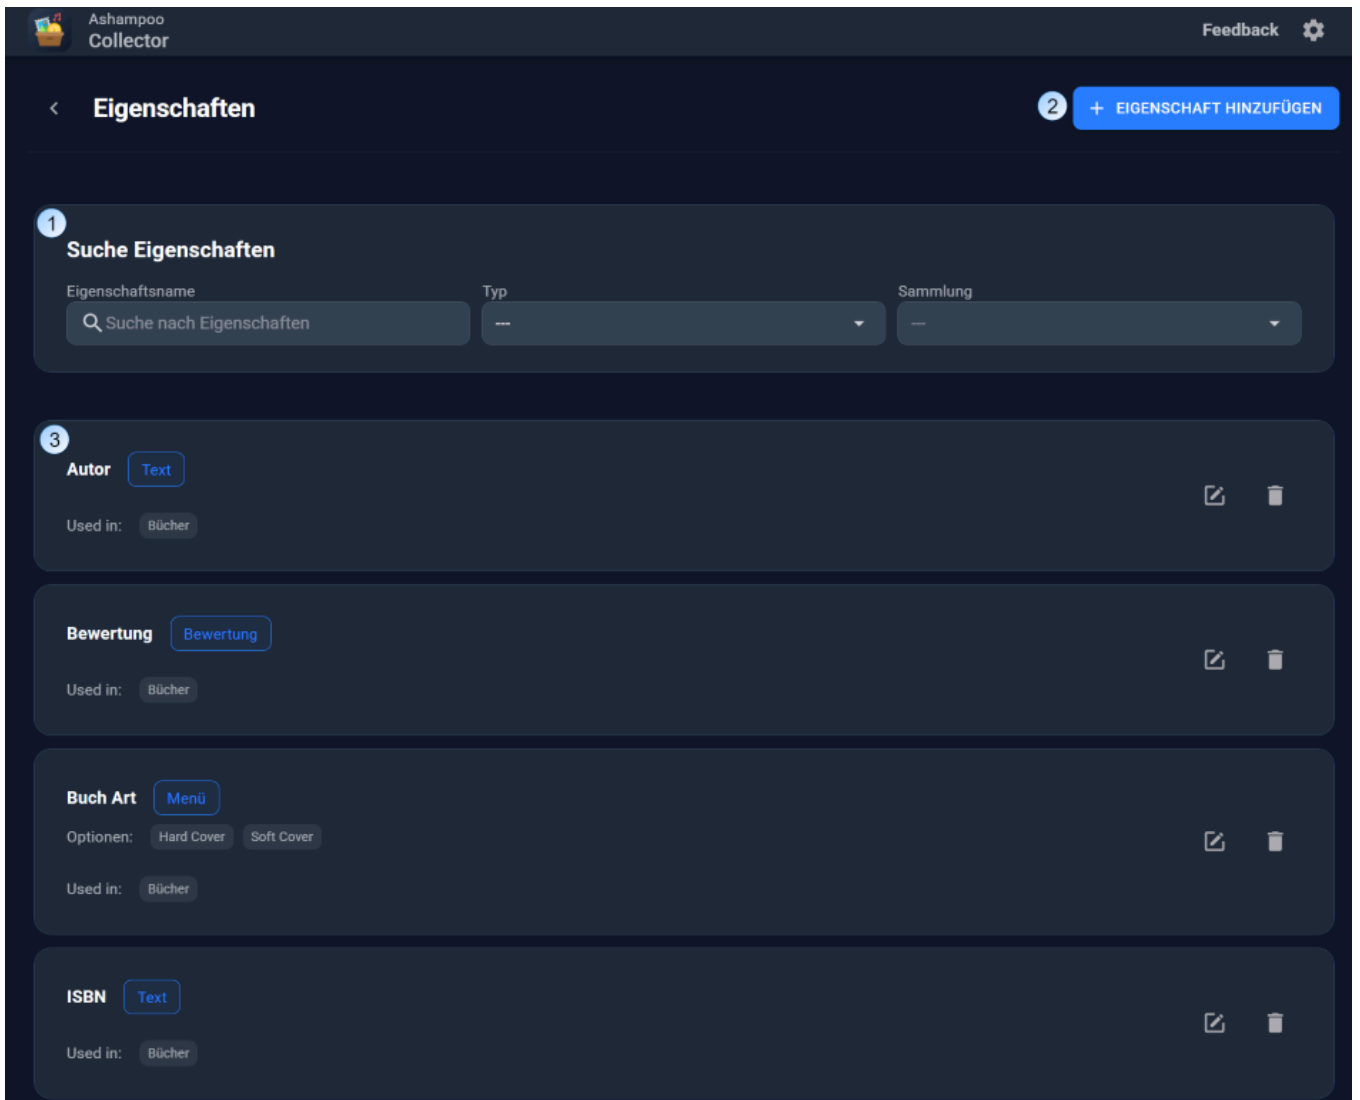 Ashampoo
Collector
Feedback
Eigenschaften
2
+ EIGENSCHAFT HINZUFÜGEN
1
Suche Eigenschaften
Eigenschaftsname
Typ
Sammlung
Suche nach Eigenschaften
---
---
3
Autor Text
Used in: Bücher
Bewertung Bewertung
Used in: Bücher
Buch Art Menü
Optionen: Hard Cover Soft Cover
Used in: Bücher
ISBN Text
Used in: Bücher